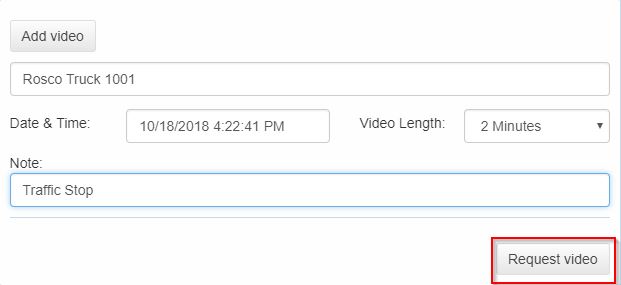 Add video
Rosco Truck 1001
Date & Time: 10/18/2018 4:22:41 PM Video Length: 2 Minutes
Note:
Traffic Stop
Request video